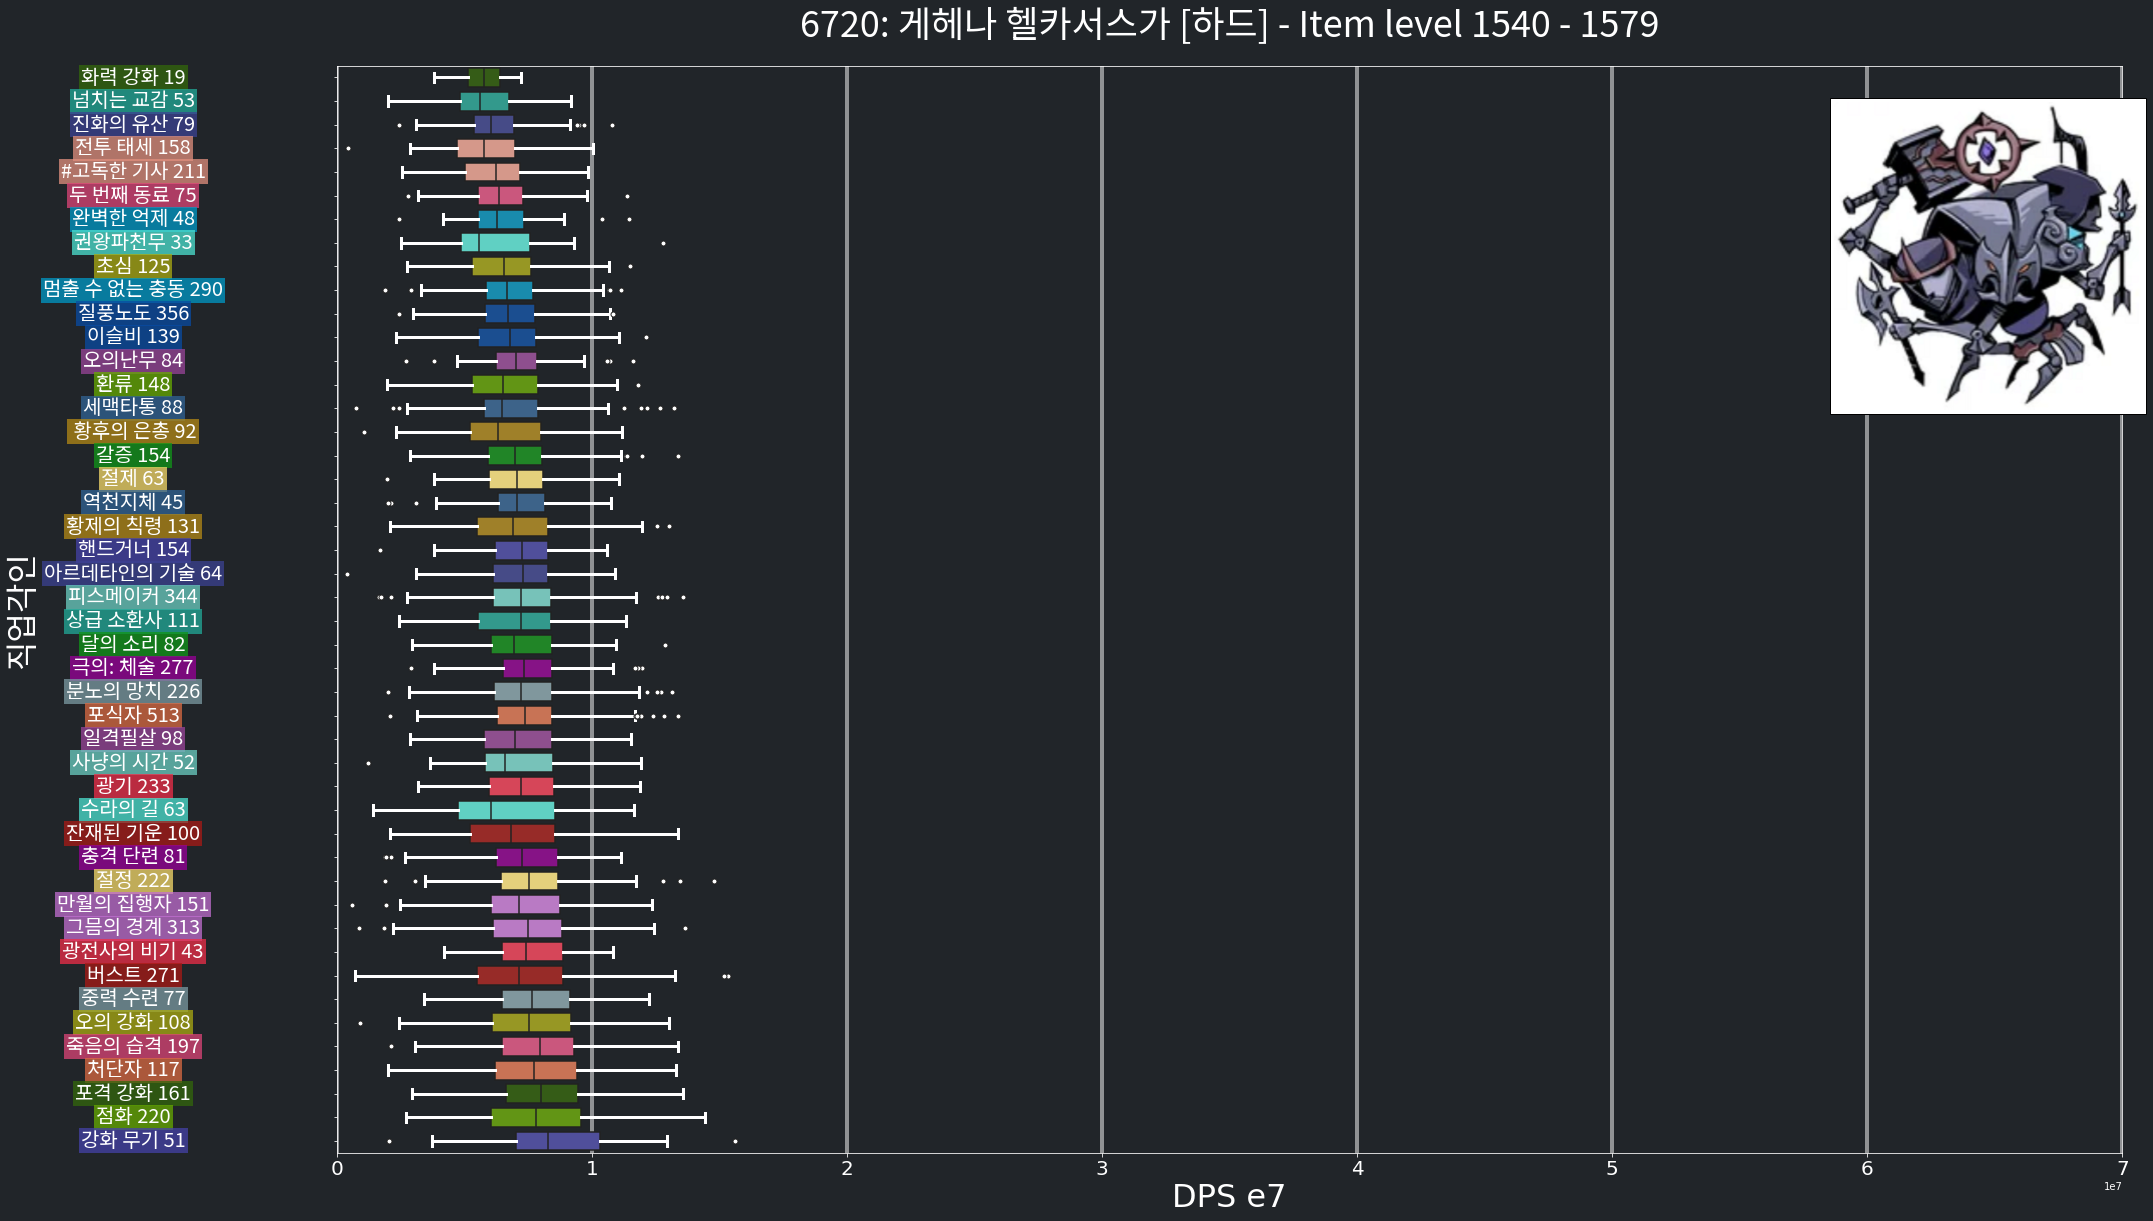 6720: 게헤나 헬카서스가 [하드] - Item level 1540 - 1579
화력 강화 19
넘치는 교감 53
진화의 유산 79
전투 태세 158
#고독한 기사 211
두 번째 동료 75
완벽한 억제 48
권왕파천무 33
초심 125
멈출 수 없는 충동 290
질풍노도 356
이슬비 139
오의난무 84
환류 148
세맥타통 88
황후의 은총 92
갈증 154
절제 63
역천지체 45
황제의 칙령 131
핸드거너 154
아르데타인의 기술 64
피스메이커 344
상급 소환사 111
달의 소리 82
극의: 체술 277
분노의 망치 226
포식자 513
일격필살 98
사냥의 시간 52
광기 233
수라의 길 63
잔재된 기운 100
충격 단련 81
절정 222
만월의 집행자 151
그믐의 경계 313
광전사의 비기 43
버스트 271
중력 수련 77
오의 강화 108
죽음의 습격 197
처단자 117
포격 강화 161
점화 220
강화 무기 51
직업각인
0 1 2 3 4 5 6 7
1e7
DPS e7